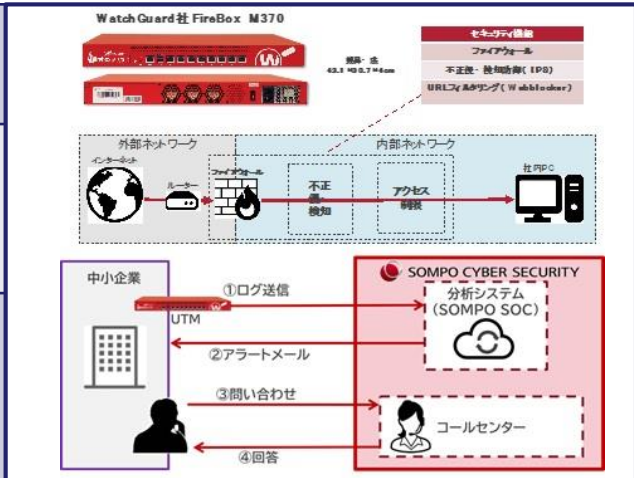 WatchGuard社 FireBox M370
セキュリティ機能
ファイアウォール
不正侵・検知防御(IPS)
URLフィルタリング(Webblocker)
43.1*30.7*4cm
外部ネットワーク
内部ネットワーク
インターネット
ルーター
ファイアウォール
不正
侵・
検知
アクセス
制限
社内PC
中小企業
UTM
①ログ送信
②アラートメール
③問い合わせ
④回答
SOMPO CYBER SECURITY
分析システム
(SOMPO SOC)
コールセンター